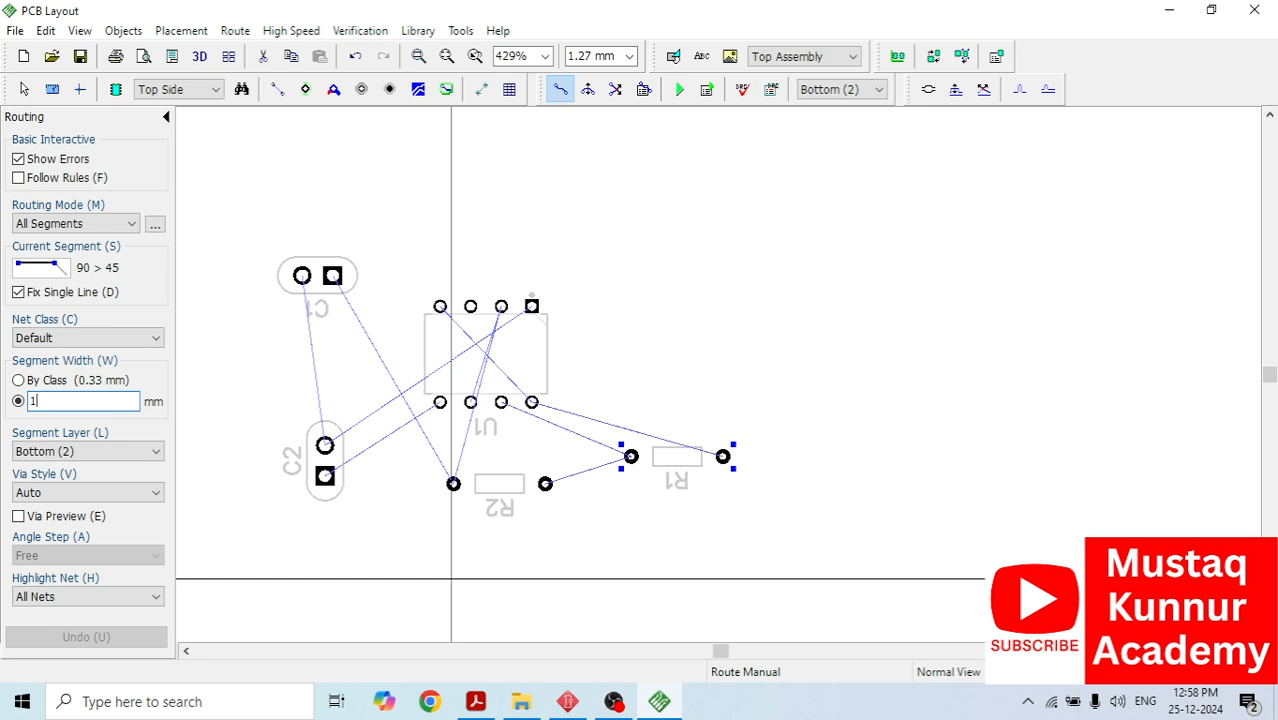 PCB Layout
File Edit View Objects Placement Route High Speed Verification Library Tools Help
3D 429% 1.27 mm ABC Top Assembly
Top Side DRC Bottom (2)
Routing
Basic Interactive
Show Errors
Follow Rules (F)
Routing Mode (M)
All Segments ...
Current Segment (S)
90 > 45
Fix Single Line (D)
Net Class (C)
Default
Segment Width (W)
By Class (0.33 mm)
1 mm
Segment Layer (L)
Bottom (2)
Via Style (V)
Auto
Via Preview (E)
Angle Step (A)
Free
Highlight Net (H)
All Nets
Undo (U)
C1
U1
C2
R2
R1
Mustaq
Kunnur
Academy
SUBSCRIBE
Route Manual Normal View
Type here to search
ENG
12:58 PM
25-12-2024
2